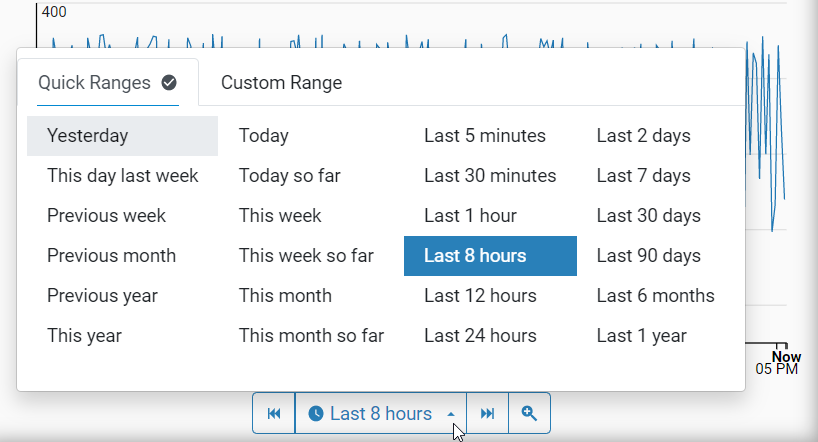 400
Quick Ranges
Custom Range
Yesterday
Today
Last 5 minutes
Last 2 days
This day last week
Today so far
Last 30 minutes
Last 7 days
Previous week
This week
Last 1 hour
Last 30 days
Previous month
This week so far
Last 8 hours
Last 90 days
Previous year
This month
Last 12 hours
Last 6 months
This year
This month so far
Last 24 hours
Last 1 year
Now
05 PM
Last 8 hours